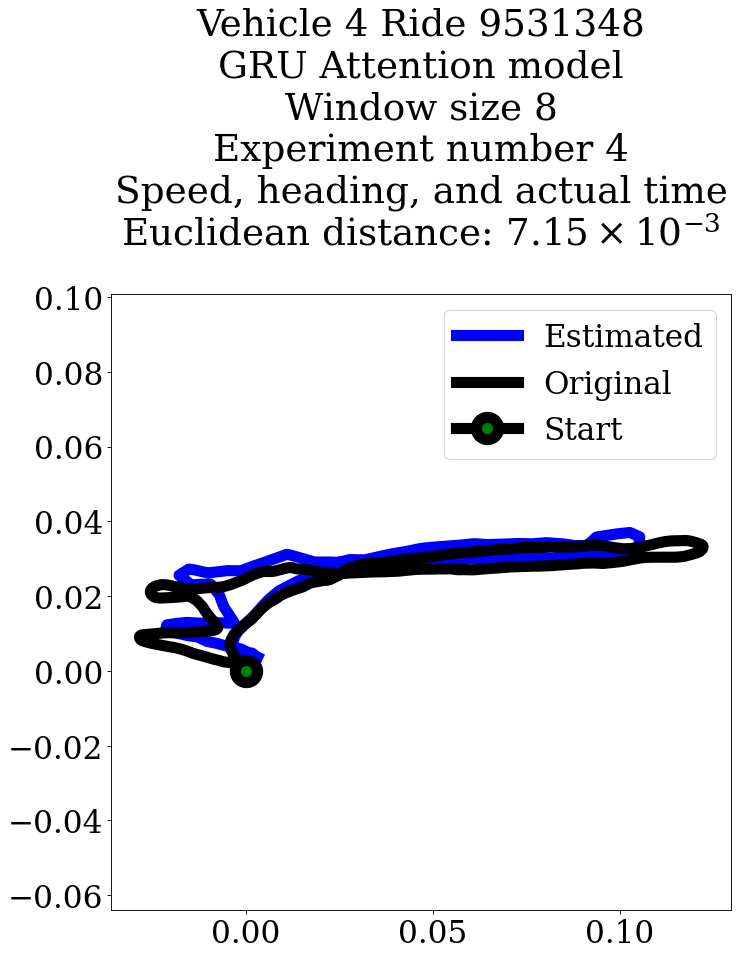 Vehicle 4 Ride 9531348
GRU Attention model
Window size 8
Experiment number 4
Speed, heading, and actual time
Euclidean distance: 7.15 × 10⁻³
Estimated
Original
Start
0.10
0.08
0.06
0.04
0.02
0.00
−0.02
−0.04
−0.06
0.00 0.05 0.10